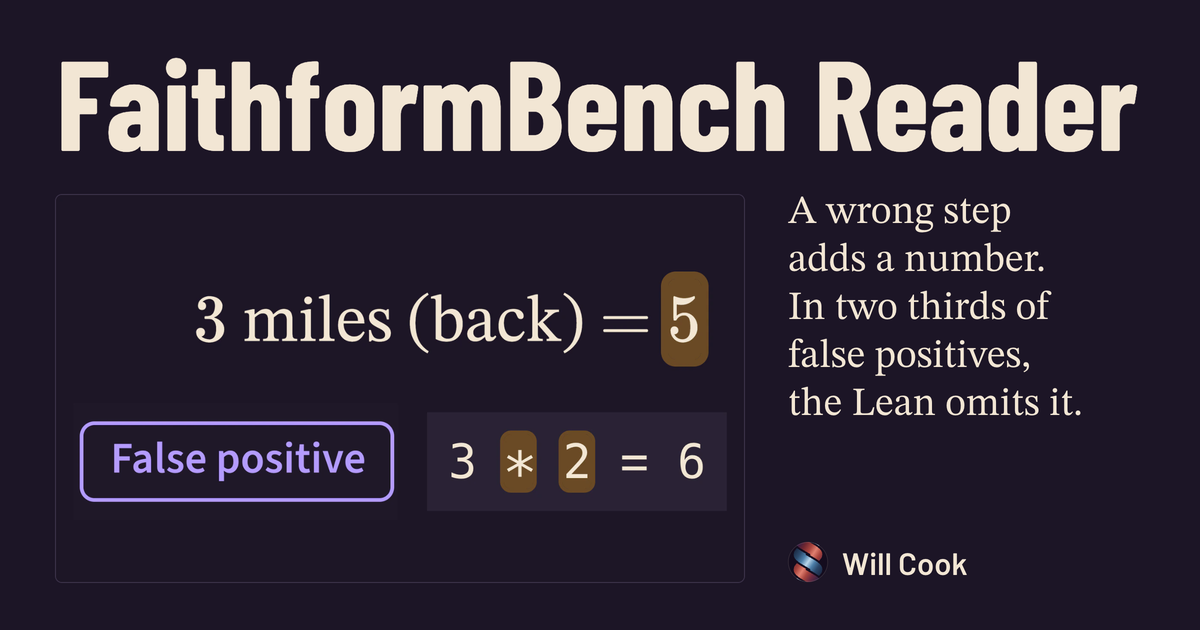 FaithformBench Reader
3 miles (back) = 5
False positive
3 * 2 = 6
A wrong step
adds a number.
In two thirds of
false positives,
the Lean omits it.
Will Cook